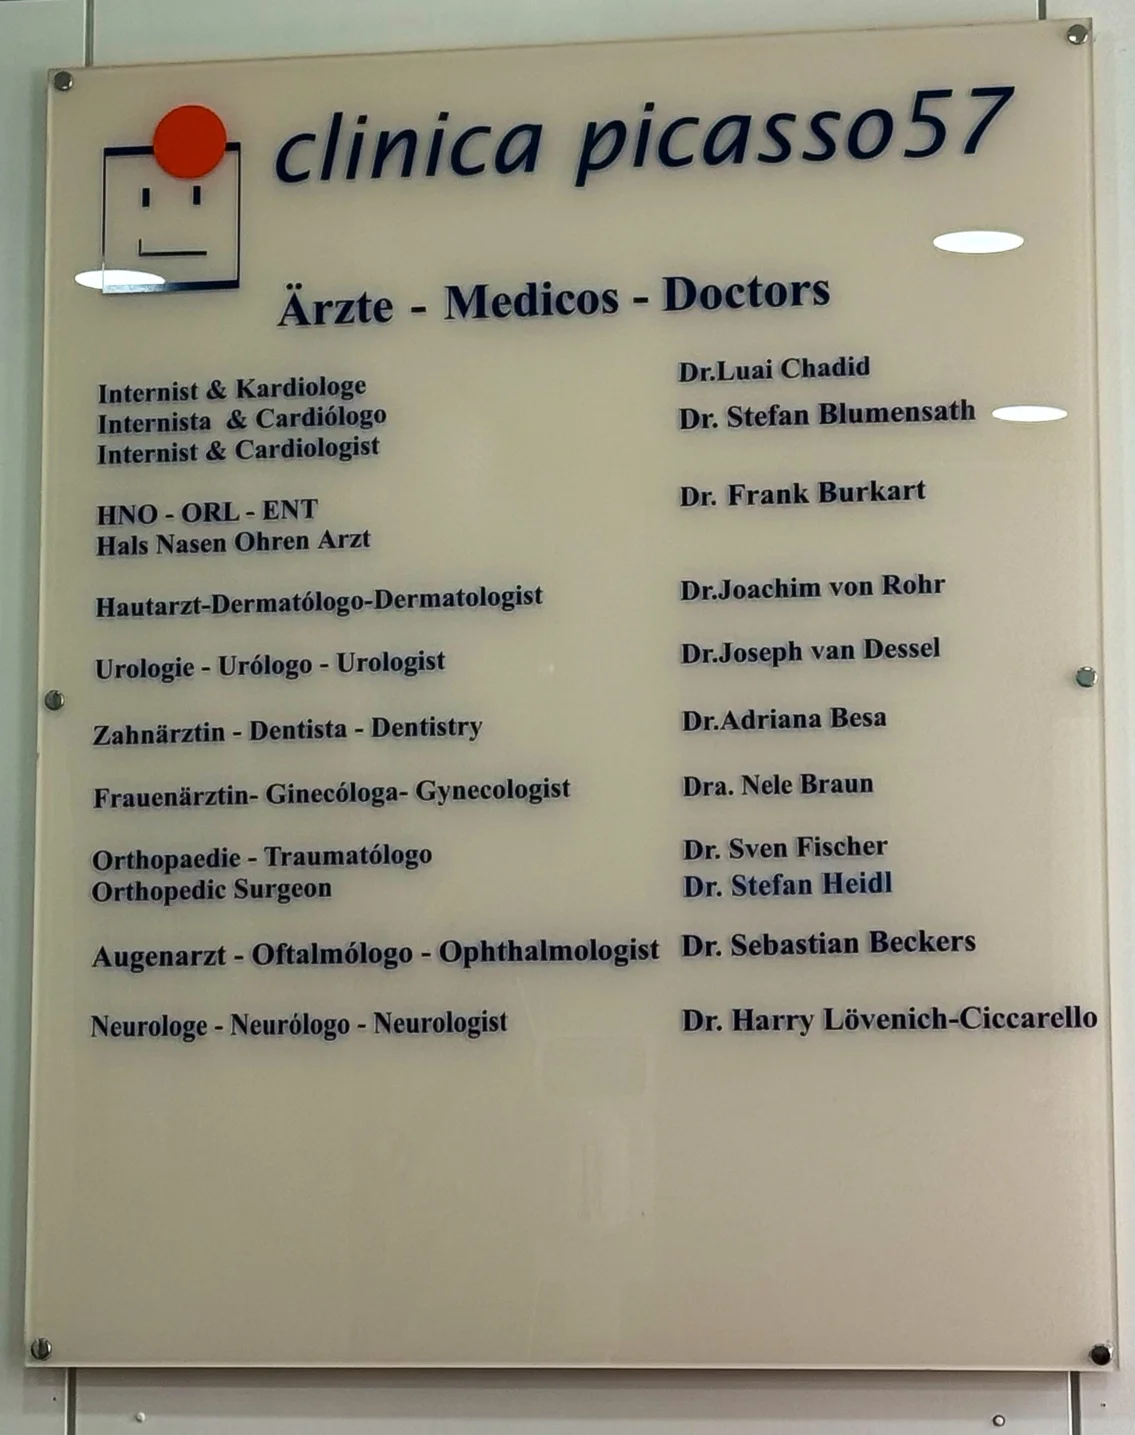 clinica picasso57
Ärzte - Medicos - Doctors
Internist & Kardiologe
Internista & Cardiólogo
Internist & Cardiologist
Dr.Luai Chadid
Dr. Stefan Blumensath
HNO - ORL - ENT
Hals Nasen Ohren Arzt
Dr. Frank Burkart
Hautarzt-Dermatólogo-Dermatologist
Dr.Joachim von Rohr
Urologie - Urólogo - Urologist
Dr.Joseph van Dessel
Zahnärztin - Dentista - Dentistry
Dr.Adriana Besa
Frauenärztin- Ginecóloga- Gynecologist
Dra. Nele Braun
Orthopaedie - Traumatólogo
Orthopedic Surgeon
Dr. Sven Fischer
Dr. Stefan Heidl
Augenarzt - Oftalmólogo - Ophthalmologist
Dr. Sebastian Beckers
Neurologe - Neurólogo - Neurologist
Dr. Harry Lövenich-Ciccarello